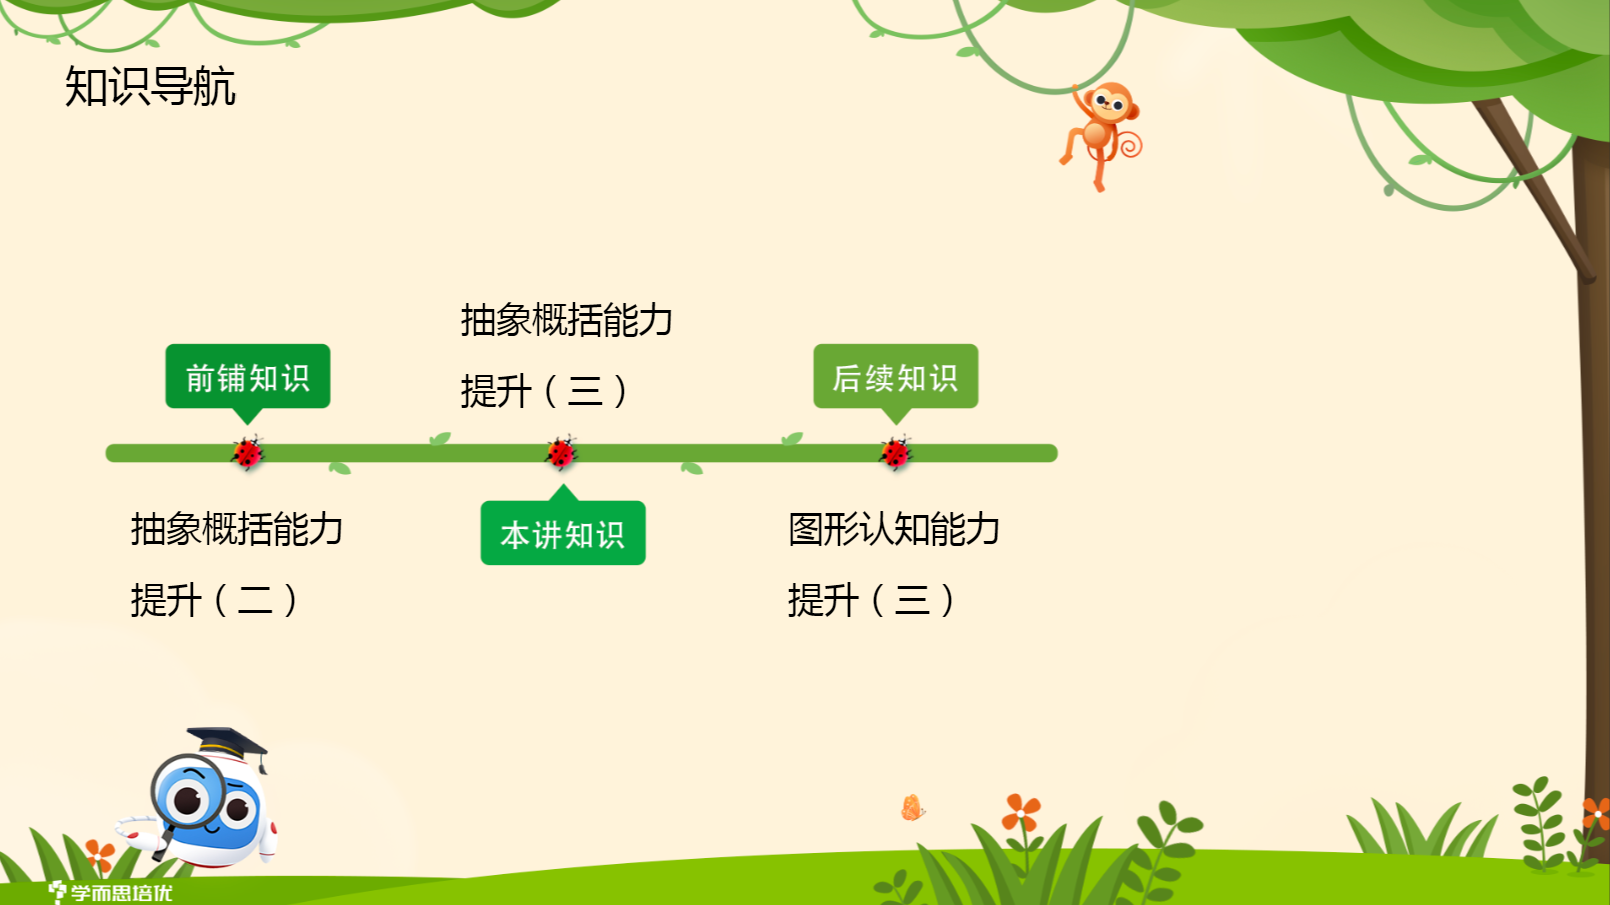 知识导航
前铺知识
抽象概括能力
提升（二）
抽象概括能力
提升（三）
本讲知识
后续知识
图形认知能力
提升（三）
学而思培优